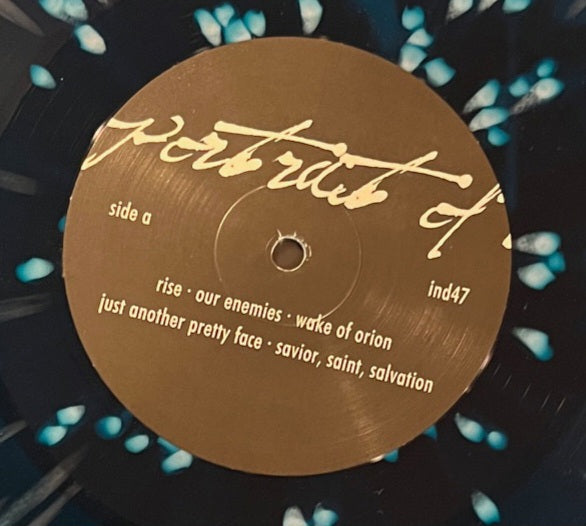 portrait of
side a
ind47
rise · our enemies · wake of orion
just another pretty face · savior, saint, salvation